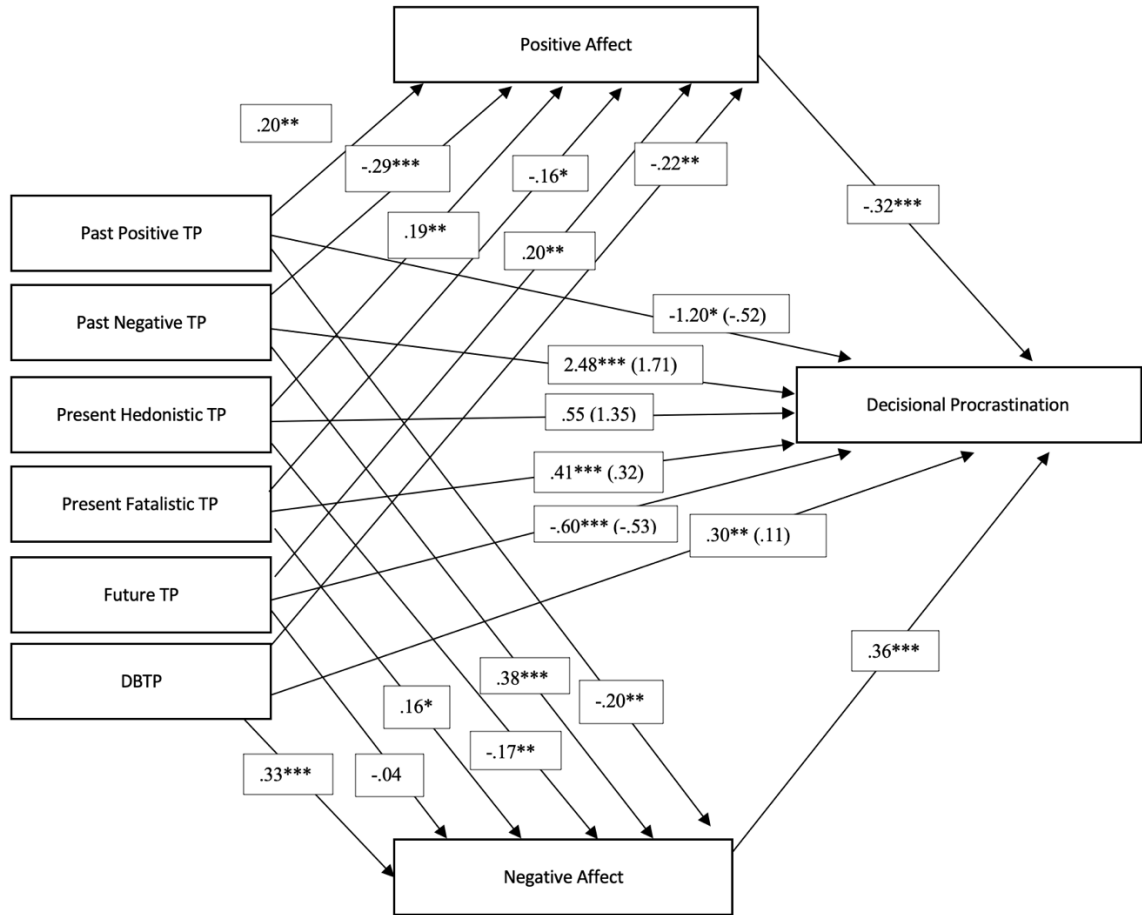 Positive Affect
.20**
-.29***
-.16*
-.22**
.19**
.20**
-.32***
Past Positive TP
Past Negative TP
Present Hedonistic TP
Present Fatalistic TP
Future TP
DBTP
-1.20* (-.52)
2.48*** (1.71)
.55 (1.35)
.41*** (.32)
-.60*** (-.53)
.30** (.11)
Decisional Procrastination
.38***
-.20**
.36***
.16*
-.17**
.33***
-.04
Negative Affect